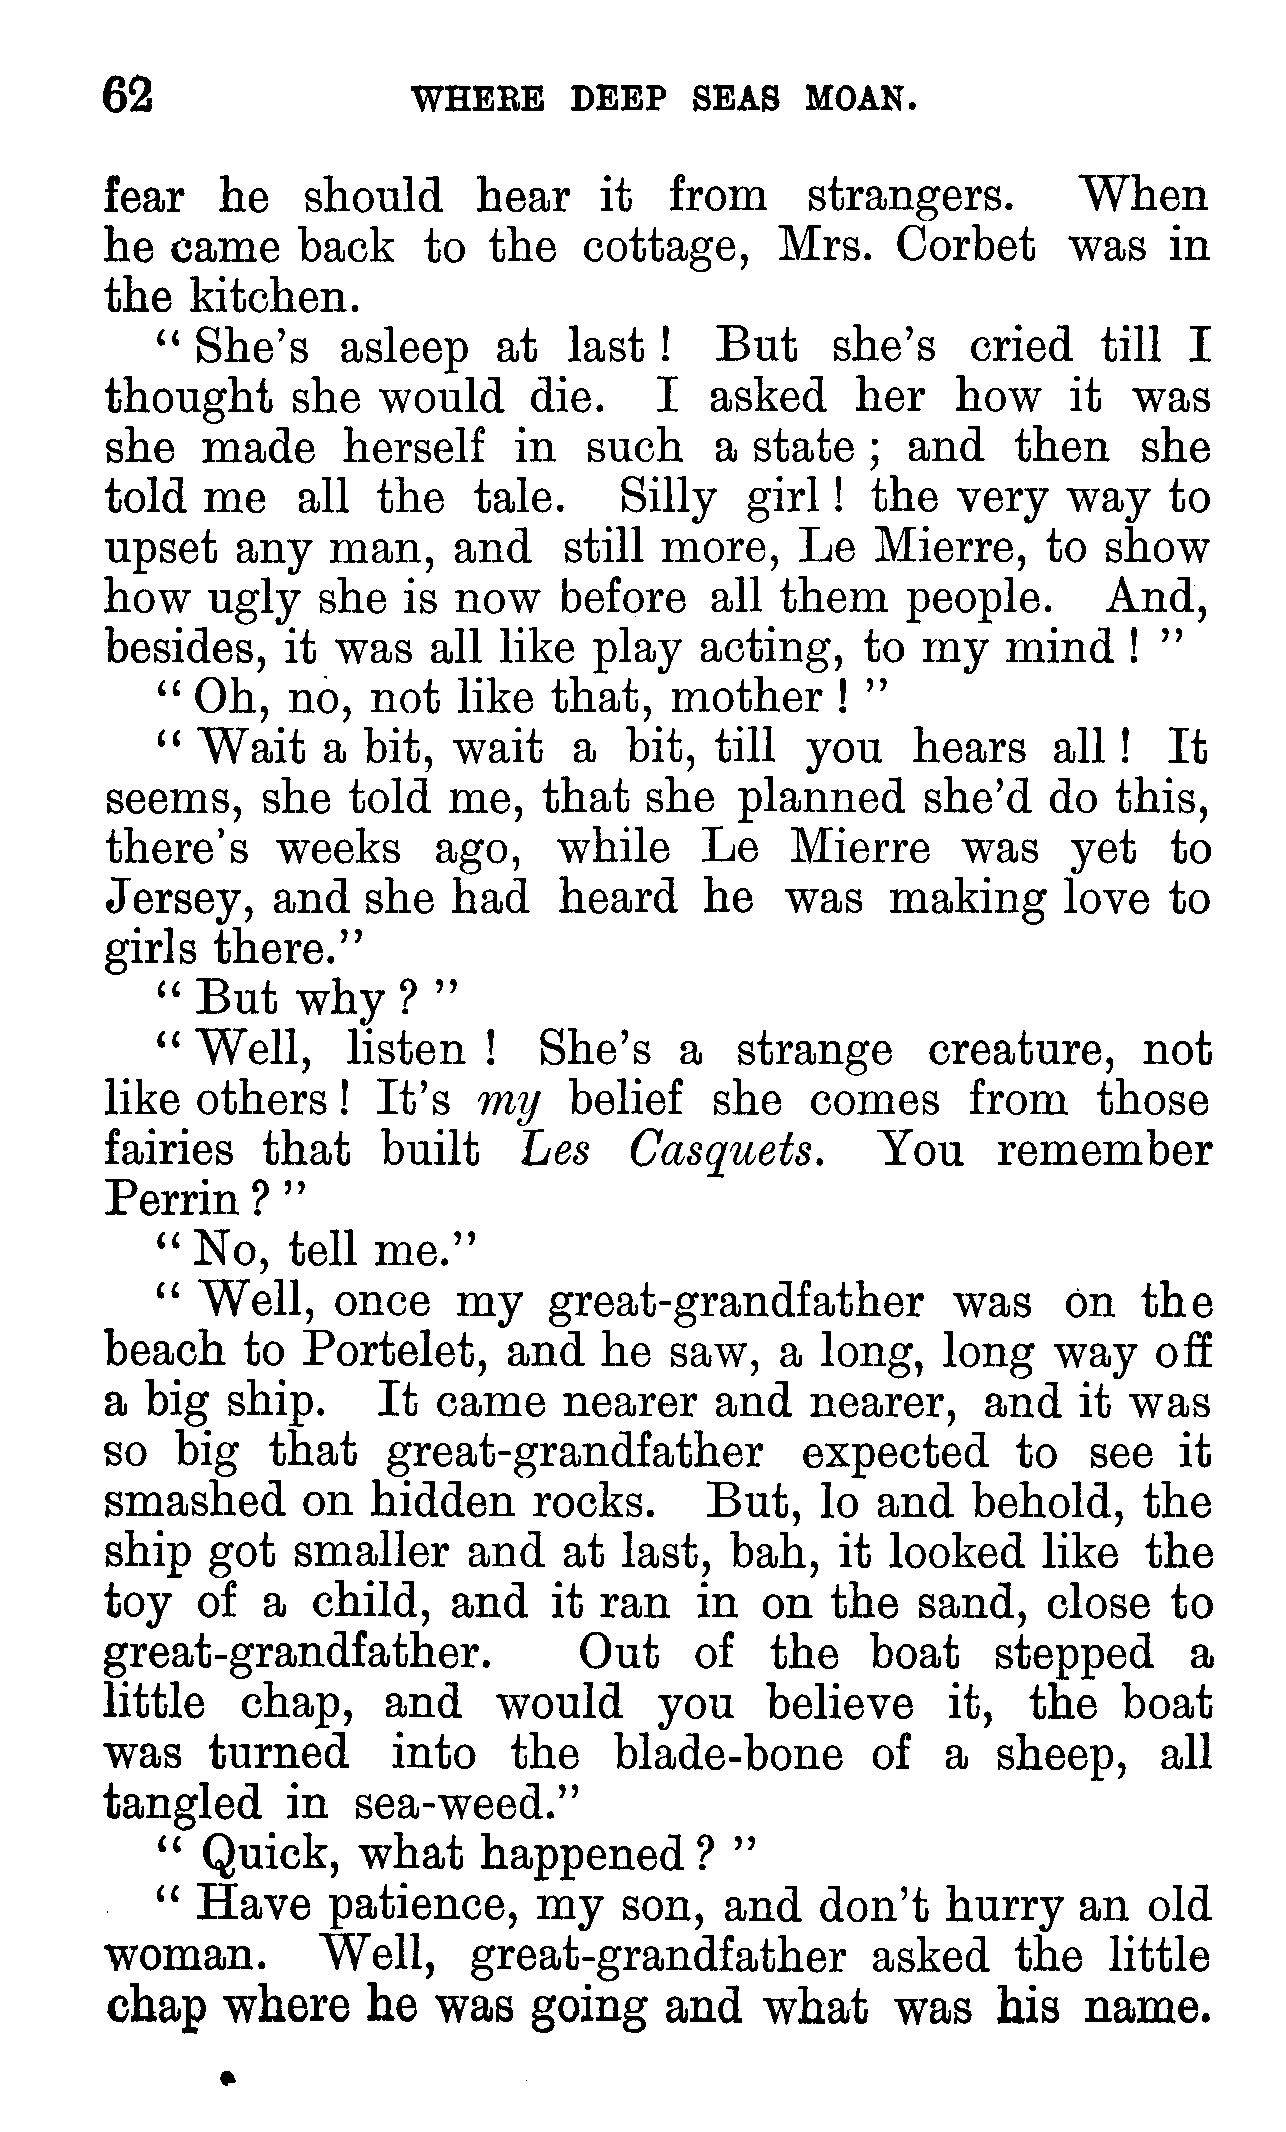 62 WHERE DEEP SEAS MOAN.
fear he should hear it from strangers. When
he came back to the cottage, Mrs. Corbet was in
the kitchen.
“ She’s asleep at last ! But she’s cried till I
thought she would die. I asked her how it was
she made herself in such a state ; and then she
told me all the tale. Silly girl ! the very way to
upset any man, and still more, Le Mierre, to show
how ugly she is now before all them people. And,
besides, it was all like play acting, to my mind ! ”
“ Oh, no, not like that, mother ! ”
“ Wait a bit, wait a bit, till you hears all ! It
seems, she told me, that she planned she’d do this,
there’s weeks ago, while Le Mierre was yet to
Jersey, and she had heard he was making love to
girls there.”
“ But why ? ”
“ Well, listen ! She’s a strange creature, not
like others ! It’s my belief she comes from those
fairies that built Les Casquets. You remember
Perrin ? ”
“ No, tell me.”
“ Well, once my great-grandfather was on the
beach to Portelet, and he saw, a long, long way off
a big ship. It came nearer and nearer, and it was
so big that great-grandfather expected to see it
smashed on hidden rocks. But, lo and behold, the
ship got smaller and at last, bah, it looked like the
toy of a child, and it ran in on the sand, close to
great-grandfather. Out of the boat stepped a
little chap, and would you believe it, the boat
was turned into the blade-bone of a sheep, all
tangled in sea-weed.”
“ Quick, what happened ? ”
“ Have patience, my son, and don’t hurry an old
woman. Well, great-grandfather asked the little
chap where he was going and what was his name.